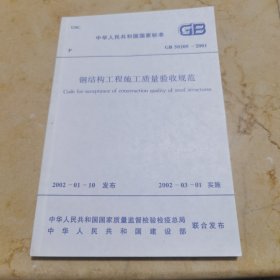 UDC
中华人民共和国国家标准
GB
P
GB 50205-2001
钢结构工程施工质量验收规范
Code for acceptance of construction quality of steel structures
2002-01-10 发布
2002-03-01 实施
中华人民共和国国家质量监督检验检疫总局
中华人民共和国建设部
联合发布